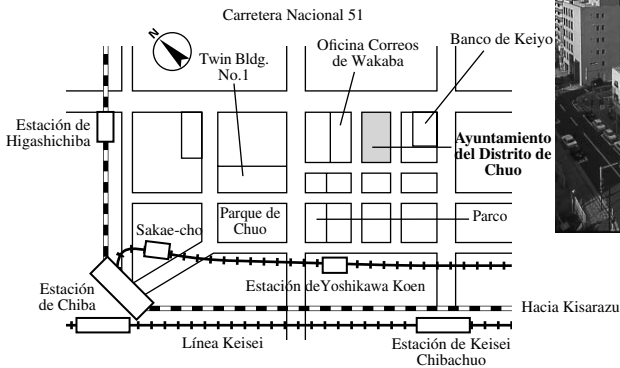 Carretera Nacional 51
N
Twin Bldg.
No.1
Oficina Correos
de Wakaba
Banco de Keiyo
Estación de
Higashichiba
Ayuntamiento
del Distrito de
Chuo
Parque de
Chuo
Parco
Sakae-cho
Estación
de Chiba
Estación deYoshikawa Koen
Hacia Kisarazu
Línea Keisei
Estación de Keisei
Chibachuo